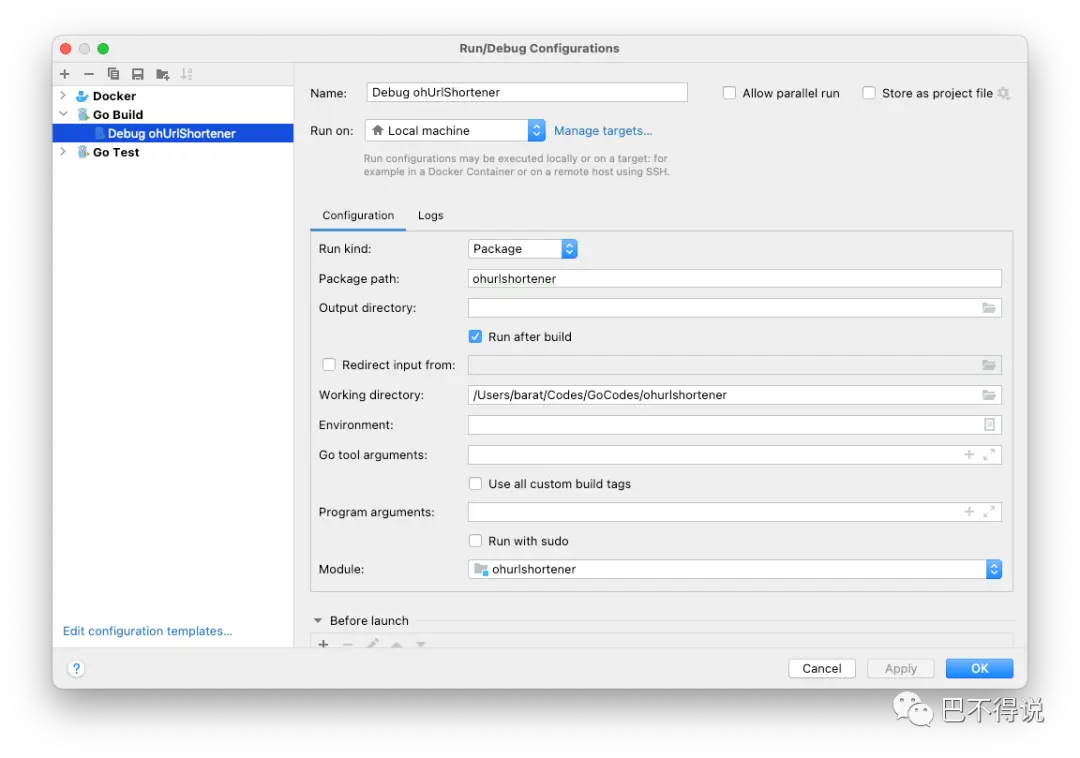 Run/Debug Configurations
Docker
Go Build
Debug ohUrlShortener
Go Test
Edit configuration templates...
Name:
Debug ohUrlShortener
Allow parallel run
Store as project file
Run on:
Local machine
Manage targets...
Run configurations may be executed locally or on a target: for
example in a Docker Container or on a remote host using SSH.
Configuration
Logs
Run kind:
Package
Package path:
ohurlshortener
Output directory:
Run after build
Redirect input from:
Working directory:
/Users/barat/Codes/GoCodes/ohurlshortener
Environment:
Go tool arguments:
Use all custom build tags
Program arguments:
Run with sudo
Module:
ohurlshortener
Before launch
?
Cancel
Apply
OK
巴不得说